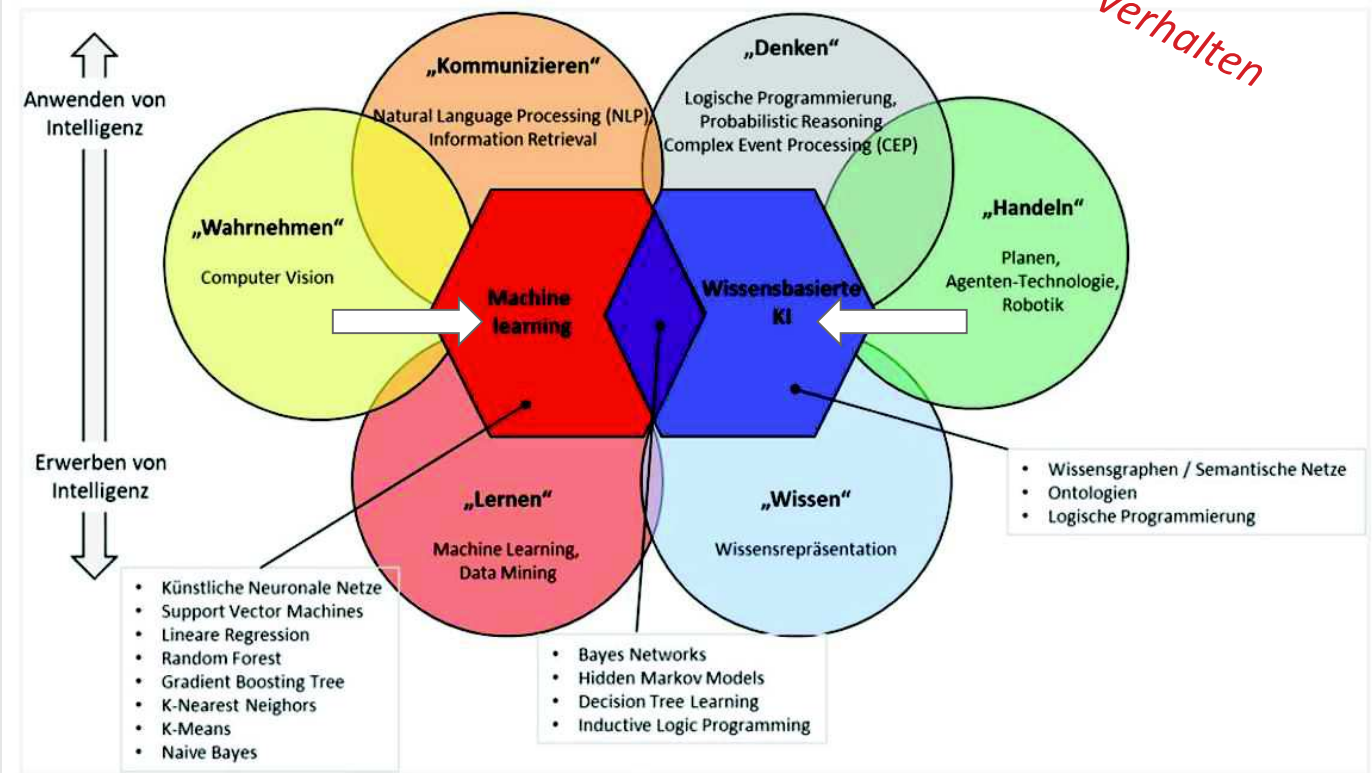 verhalten
Anwenden von
Intelligenz
Erwerben von
Intelligenz
„Wahrnehmen“
Computer Vision
„Kommunizieren“
Natural Language Processing (NLP)
Information Retrieval
„Denken“
Logische Programmierung,
Probabilistic Reasoning
Complex Event Processing (CEP)
„Handeln“
Planen,
Agenten-Technologie,
Robotik
Machine
learning
Wissensbasierte
KI
„Lernen“
Machine Learning,
Data Mining
„Wissen“
Wissensrepräsentation
• Künstliche Neuronale Netze
• Support Vector Machines
• Lineare Regression
• Random Forest
• Gradient Boosting Tree
• K-Nearest Neighors
• K-Means
• Naive Bayes
• Bayes Networks
• Hidden Markov Models
• Decision Tree Learning
• Inductive Logic Programming
• Wissensgraphen / Semantische Netze
• Ontologien
• Logische Programmierung